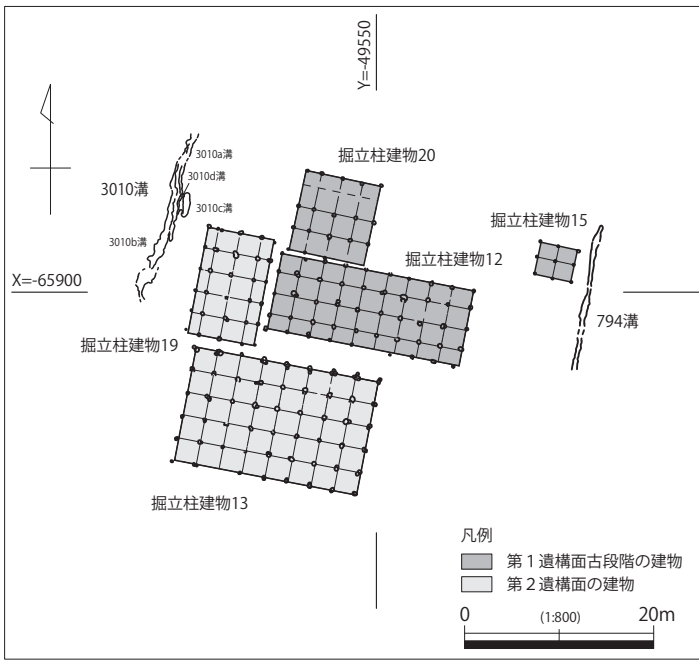 Y=-49550
掘立柱建物20
3010a溝
3010d溝
3010溝
3010c溝
掘立柱建物15
3010b溝
掘立柱建物12
X=-65900
794溝
掘立柱建物19
掘立柱建物13
凡例
第１遺構面古段階の建物
第２遺構面の建物
0 (1:800) 20m